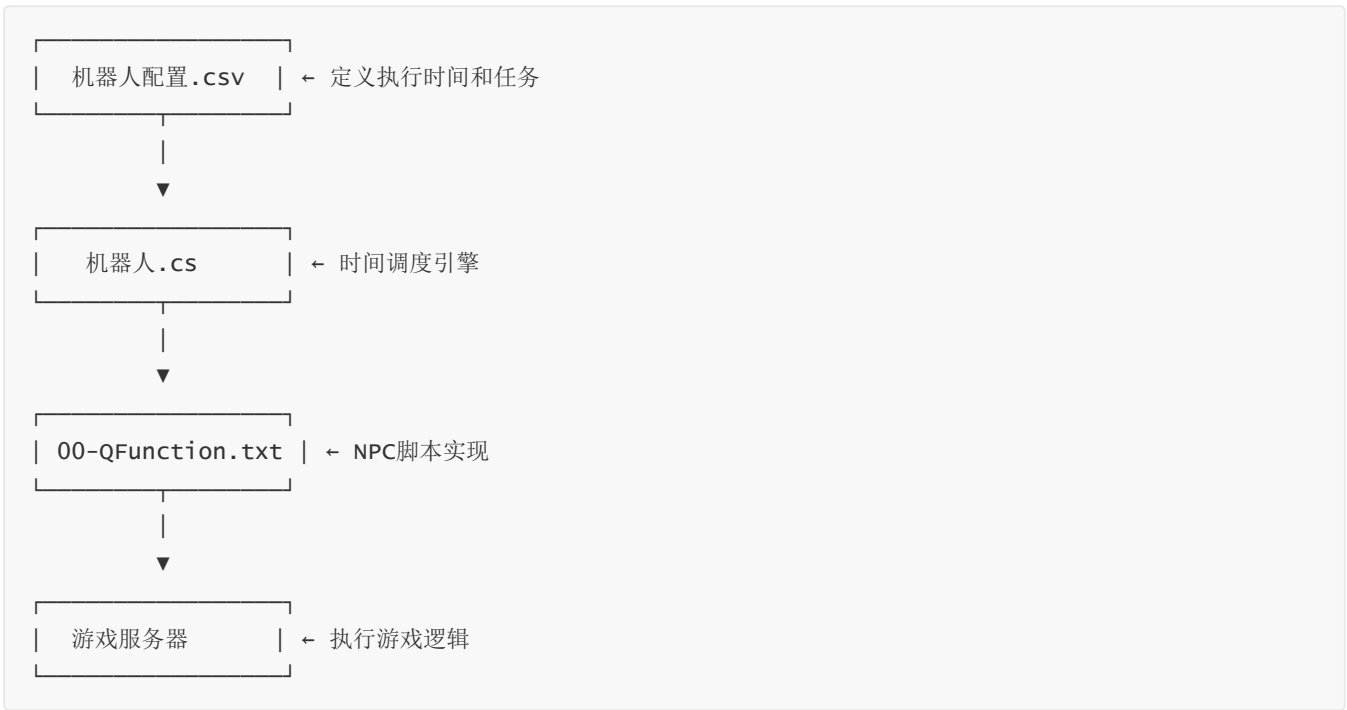 机器人配置.csv ← 定义执行时间和任务
机器人.cs ← 时间调度引擎
00-QFunction.txt ← NPC脚本实现
游戏服务器 ← 执行游戏逻辑